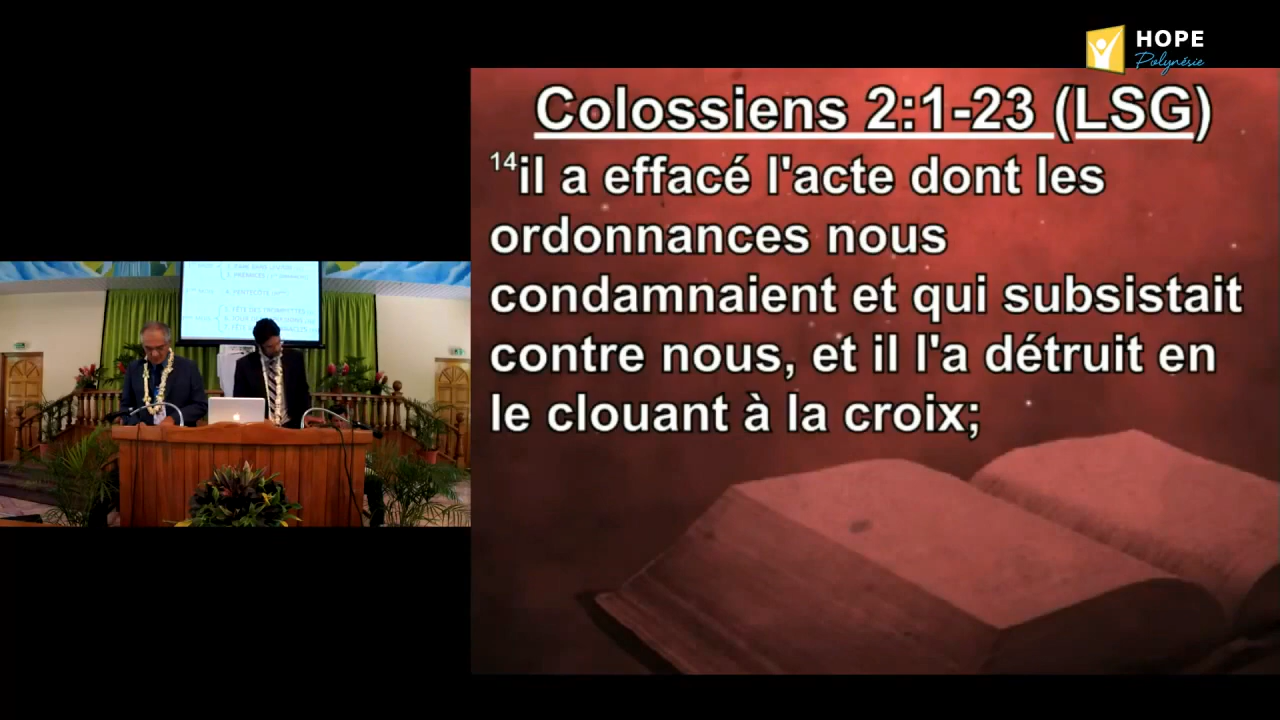 HOPE
Polynésie
Colossiens 2:1-23 (LSG)
14il a effacé l'acte dont les
ordonnances nous
condamnaient et qui subsistait
contre nous, et il l'a détruit en
le clouant à la croix;